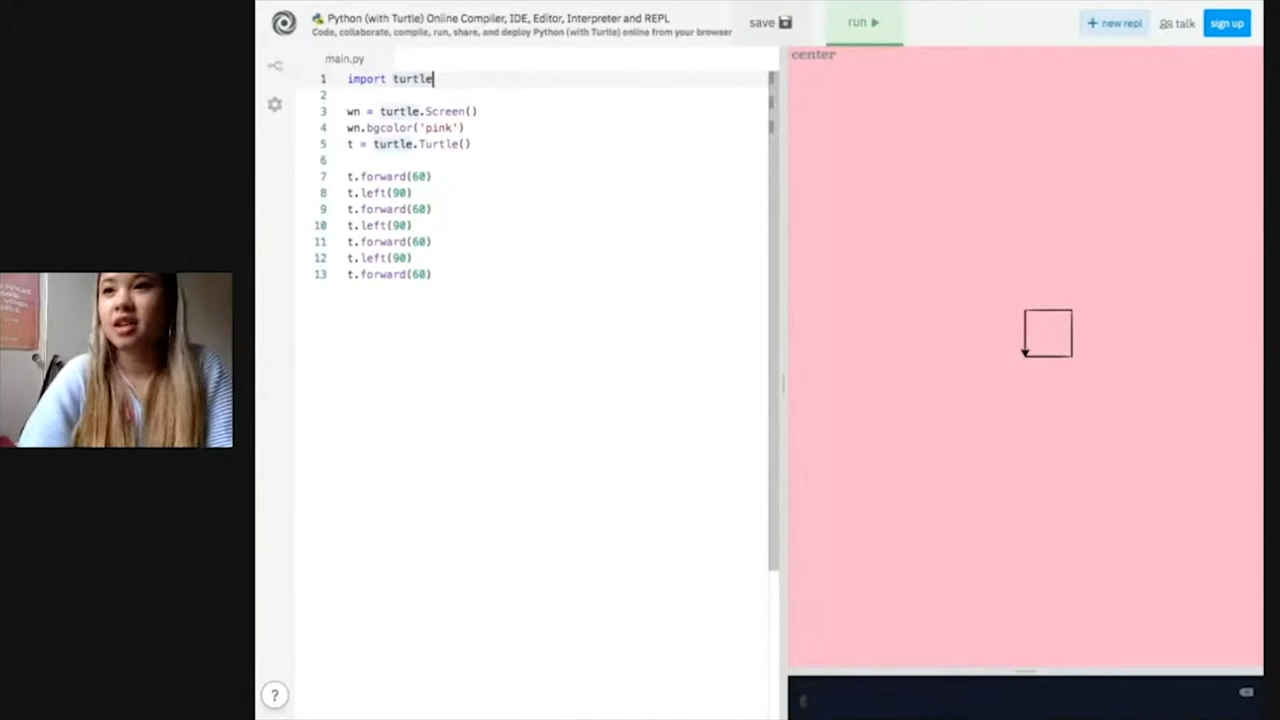 Python (with Turtle) Online Compiler, IDE, Editor, Interpreter and REPL
Code, collaborate, compile, run, share, and deploy Python (with Turtle) online from your browser
save
run
+ new repl
talk
sign up
main.py
center
1 import turtle
2
3 wn = turtle.Screen()
4 wn.bgcolor('pink')
5 t = turtle.Turtle()
6
7 t.forward(60)
8 t.left(90)
9 t.forward(60)
10 t.left(90)
11 t.forward(60)
12 t.left(90)
13 t.forward(60)
?